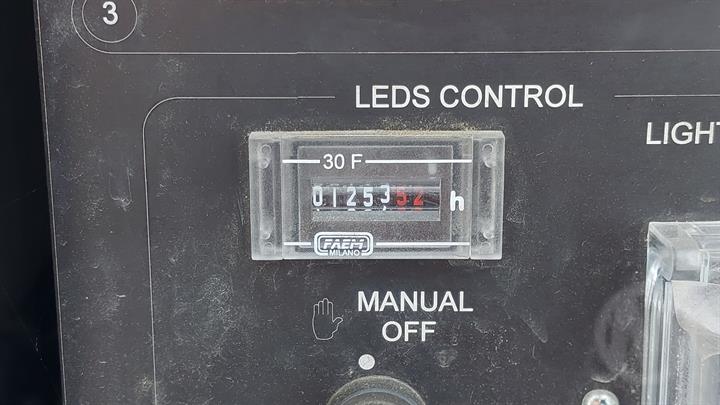 3
LEDS CONTROL
LIGHT
30 F
0125352 h
FAEM
MILANO
MANUAL
OFF